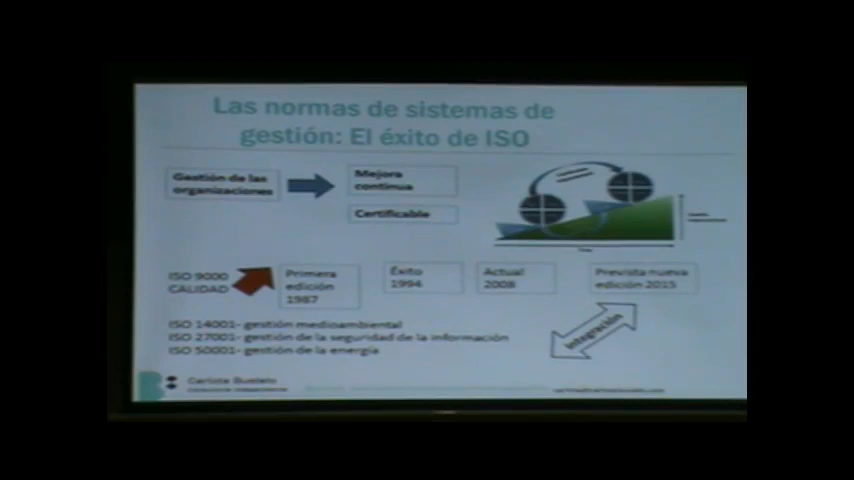 Las normas de sistemas de
gestión: El éxito de ISO
Gestión de las
organizaciones
Mejora
continua
Certificable
ISO 9000
CALIDAD
Primera
edición
1987
Éxito
1994
Actual
2008
Prevista nueva
edición 2015
Integración
ISO 14001- gestión medioambiental
ISO 27001- gestión de la seguridad de la información
ISO 50001- gestión de la energía
Carlota Bustelo